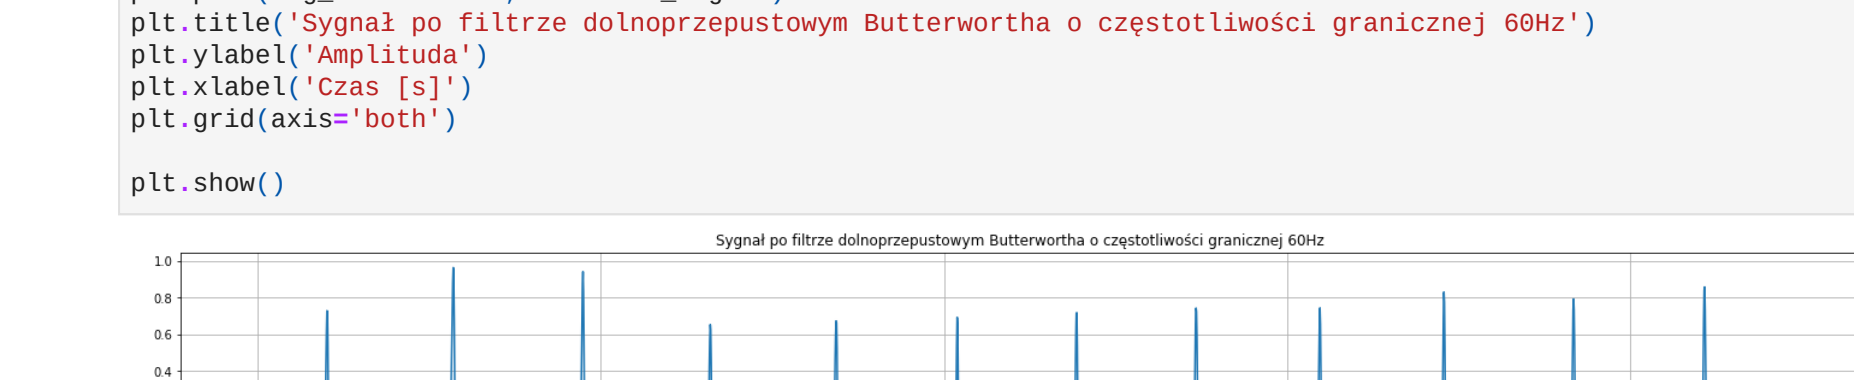 plt.title('Sygnał po filtrze dolnoprzepustowym Butterwortha o częstotliwości granicznej 60Hz')
plt.ylabel('Amplituda')
plt.xlabel('Czas [s]')
plt.grid(axis='both')
plt.show()
Sygnał po filtrze dolnoprzepustowym Butterwortha o częstotliwości granicznej 60Hz
1.0
0.8
0.6
0.4